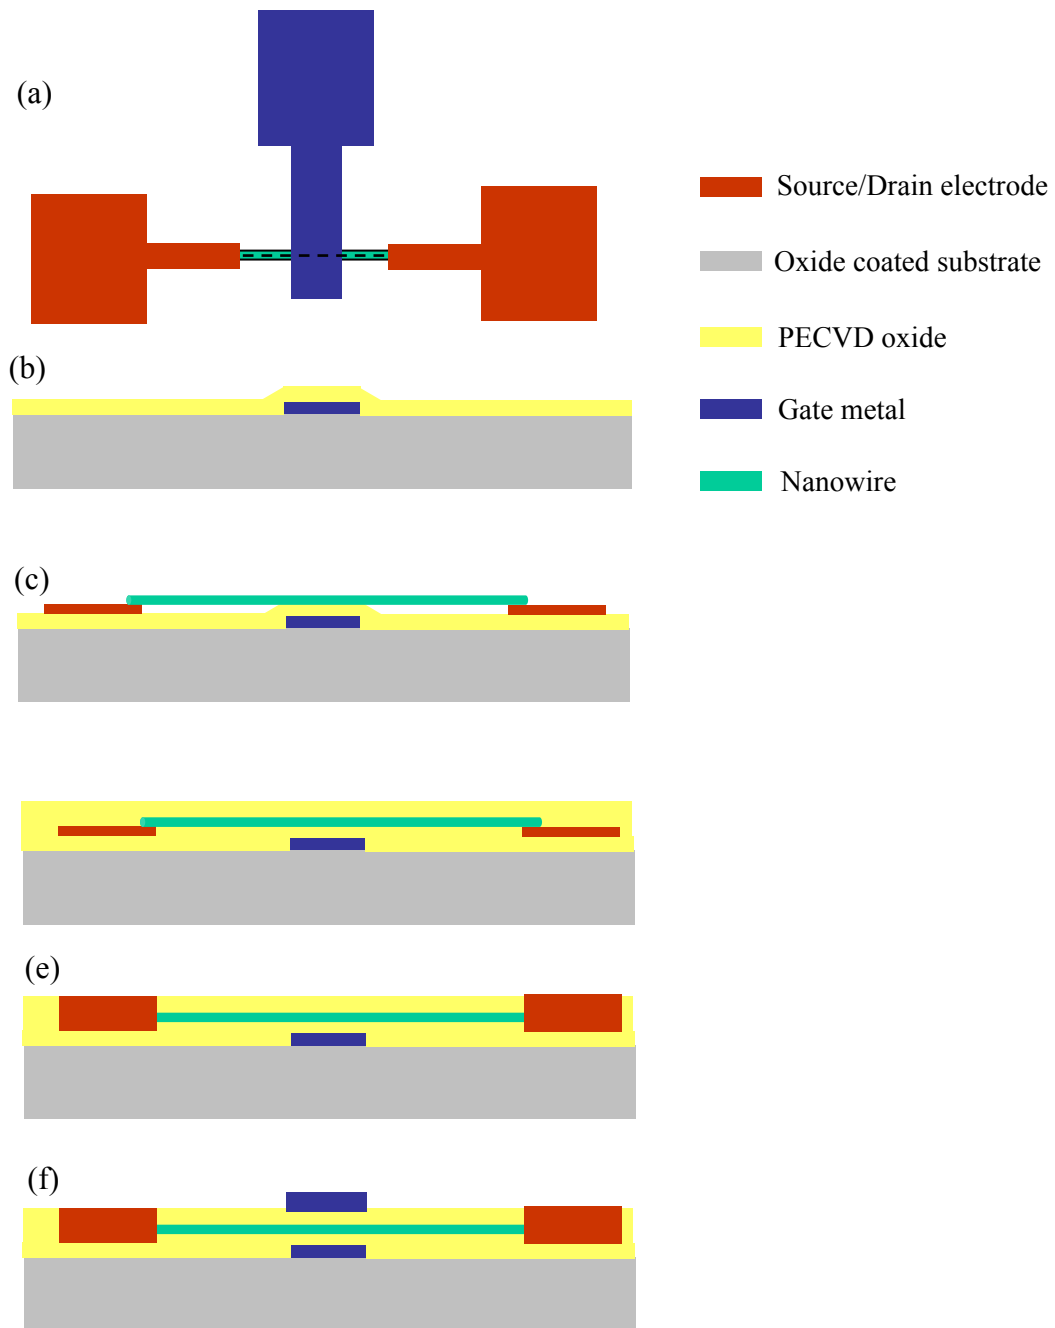 (a)
Source/Drain electrode
Oxide coated substrate
PECVD oxide
(b)
Gate metal
Nanowire
(c)
(e)
(f)